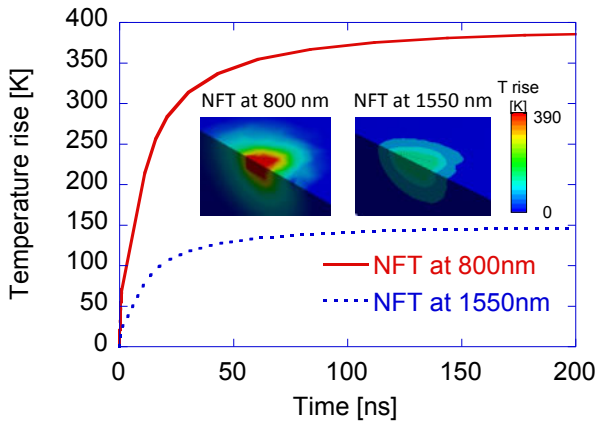 400
350
300
250
200
150
100
50
0
Temperature rise [K]
NFT at 800 nm
NFT at 1550 nm
T rise
[K]
390
0
NFT at 800nm
NFT at 1550nm
0
50
100
150
200
Time [ns]